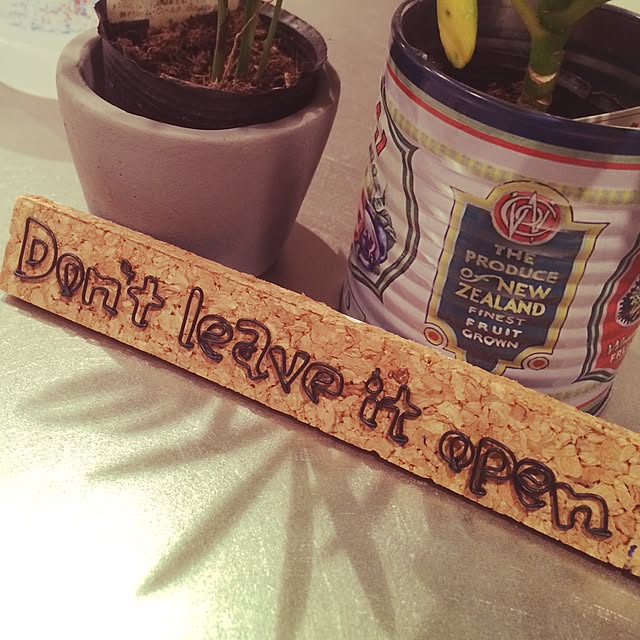 Don't leave it open
THE
PRODUCE
OF NEW
ZEALAND
FINEST
FRUIT
GROWN